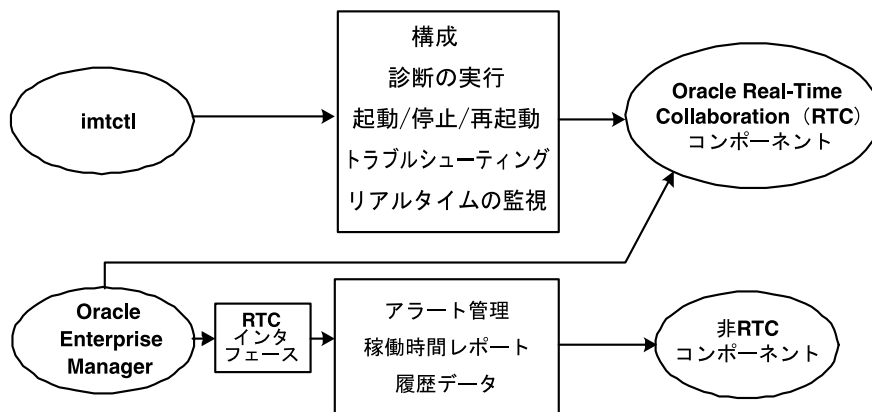 imtctl
構成
診断の実行
起動/停止/再起動
トラブルシューティング
リアルタイムの監視
Oracle Real-Time
Collaboration（RTC）
コンポーネント
Oracle
Enterprise
Manager
RTC
インタ
フェース
アラート管理
稼働時間レポート
履歴データ
非RTC
コンポーネント